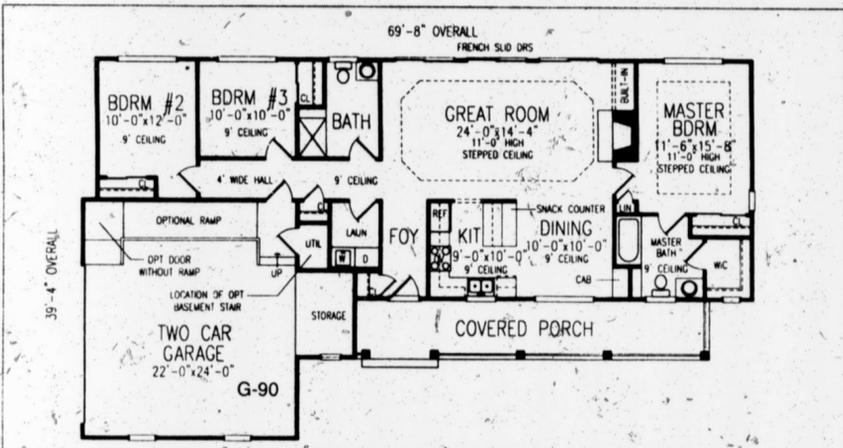 69'-8" OVERALL
FRENCH SLID DRS
BDRM #2
10'-0"x12'-0"
9' CEILING
BDRM #3
10'-0"x10'-0"
9' CEILING
CL
BATH
GREAT ROOM
24'-0"x14'-4"
11'-0" HIGH
STEPPED CEILING
BUILT-IN
MASTER
BDRM
11'-6"x15'-8"
11'-0" HIGH
STEPPED CEILING
4' WIDE HALL
9' CEILING
CL
LIN
CL
OPTIONAL RAMP
OPT DOOR
WITHOUT RAMP
UP
UTIL
LAUN
W
D
FOY
REF
KIT
9'-0"x10'-0"
9' CEILING
SNACK COUNTER
DINING
10'-0"x10'-0"
9' CEILING
CAB
MASTER
BATH
9' CEILING
WIC
LOCATION OF OPT
BASEMENT STAIR
CL
STORAGE
39'-4" OVERALL
TWO CAR
GARAGE
22'-0"x24'-0"
G-90
COVERED PORCH